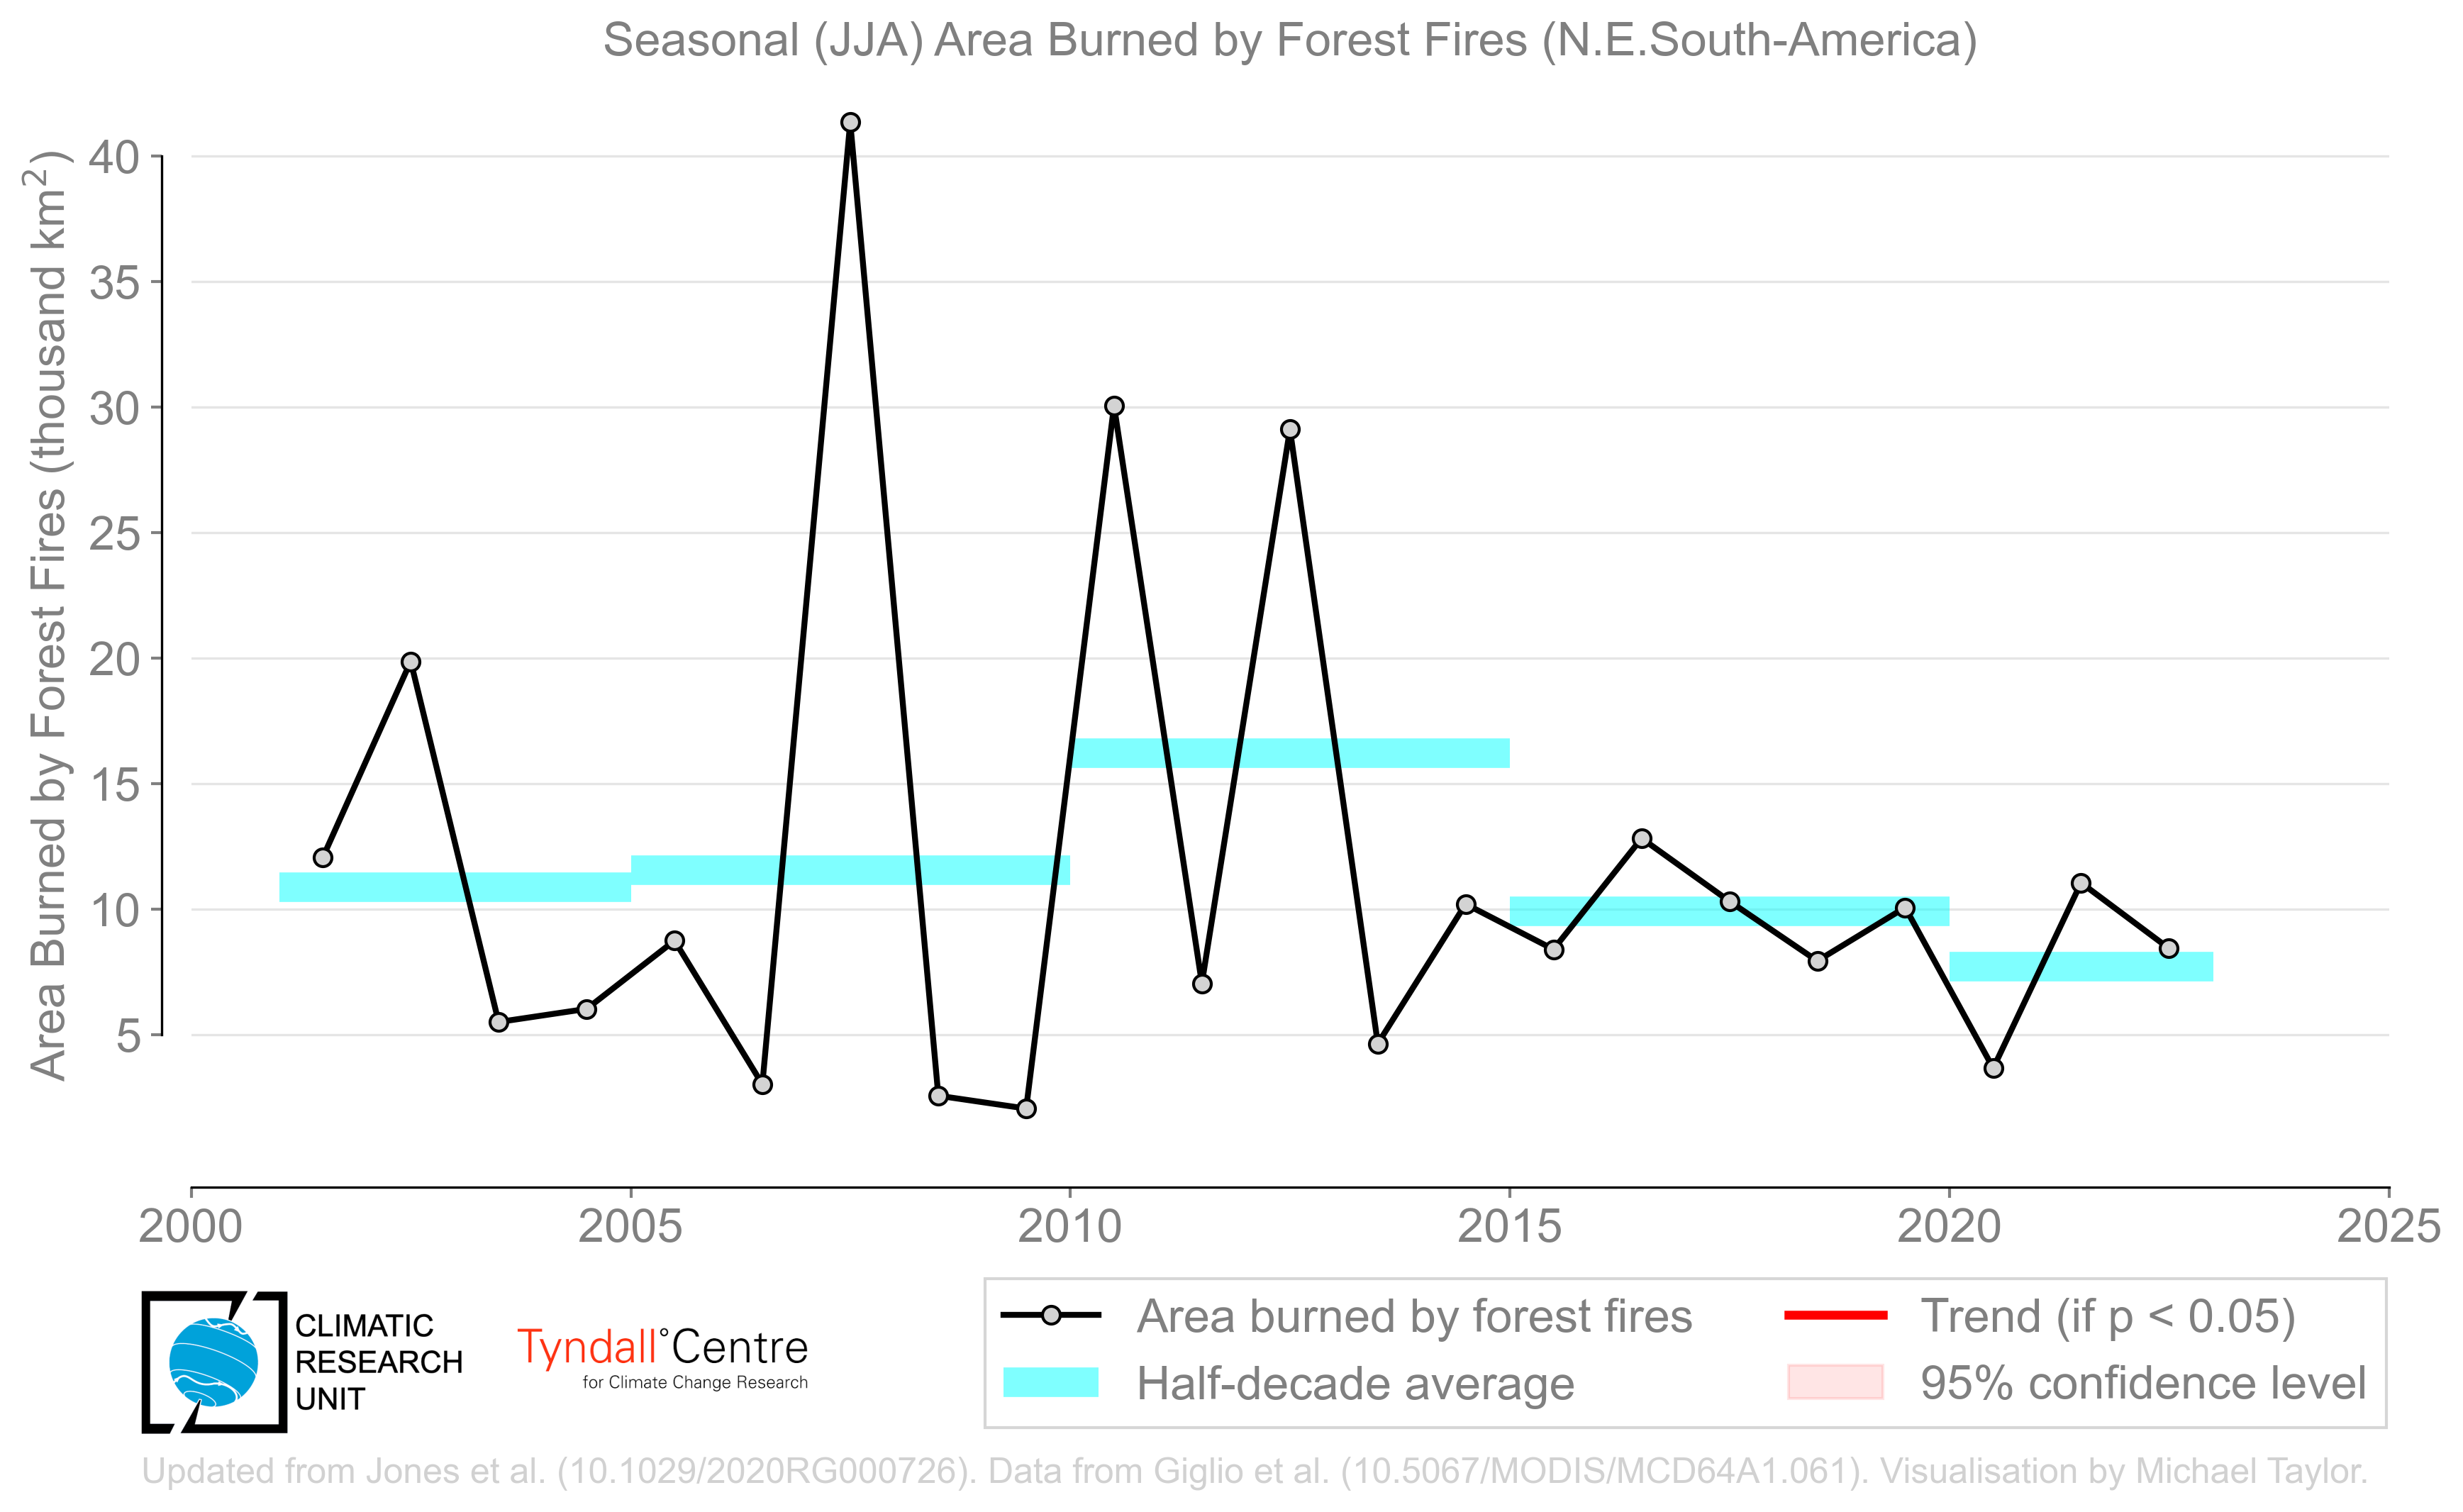 Seasonal (JJA) Area Burned by Forest Fires (N.E.South-America)
Area Burned by Forest Fires (thousand km²)
40
35
30
25
20
15
10
5
2000 2005 2010 2015 2020 2025
CLIMATIC
RESEARCH
UNIT
Tyndall°Centre
for Climate Change Research
Area burned by forest fires
Half-decade average
Trend (if p < 0.05)
95% confidence level
Updated from Jones et al. (10.1029/2020RG000726). Data from Giglio et al. (10.5067/MODIS/MCD64A1.061). Visualisation by Michael Taylor.